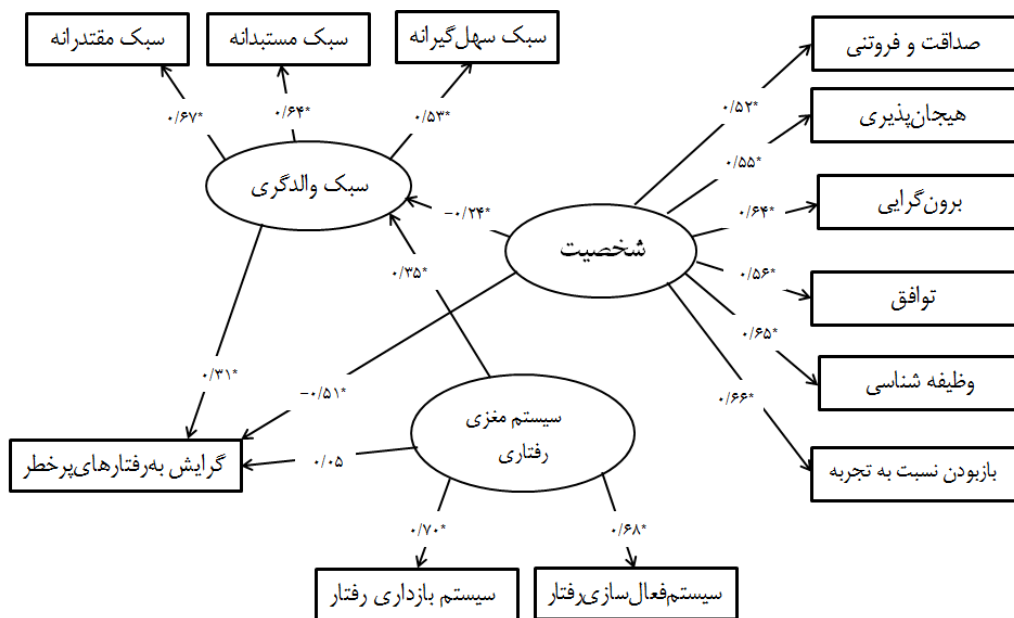 سبک سهل‌گیرانه
سبک مستبدانه
سبک مقتدرانه
صداقت و فروتنی
هیجان‌پذیری
برون‌گرایی
توافق
وظیفه شناسی
بازبودن نسبت به تجربه
۰/۵۳*
۰/۶۴*
۰/۶۷*
۰/۵۲*
۰/۵۵*
۰/۶۴*
۰/۵۶*
۰/۶۵*
۰/۶۶*
سبک والدگری
شخصیت
-۰/۲۴*
۰/۳۵*
۰/۳۱*
-۰/۵۱*
۰/۰۵
سیستم مغزی
رفتاری
گرایش به‌رفتارهای‌پرخطر
۰/۷۰*
۰/۶۸*
سیستم‌فعال‌سازی‌رفتار
سیستم بازداری رفتار